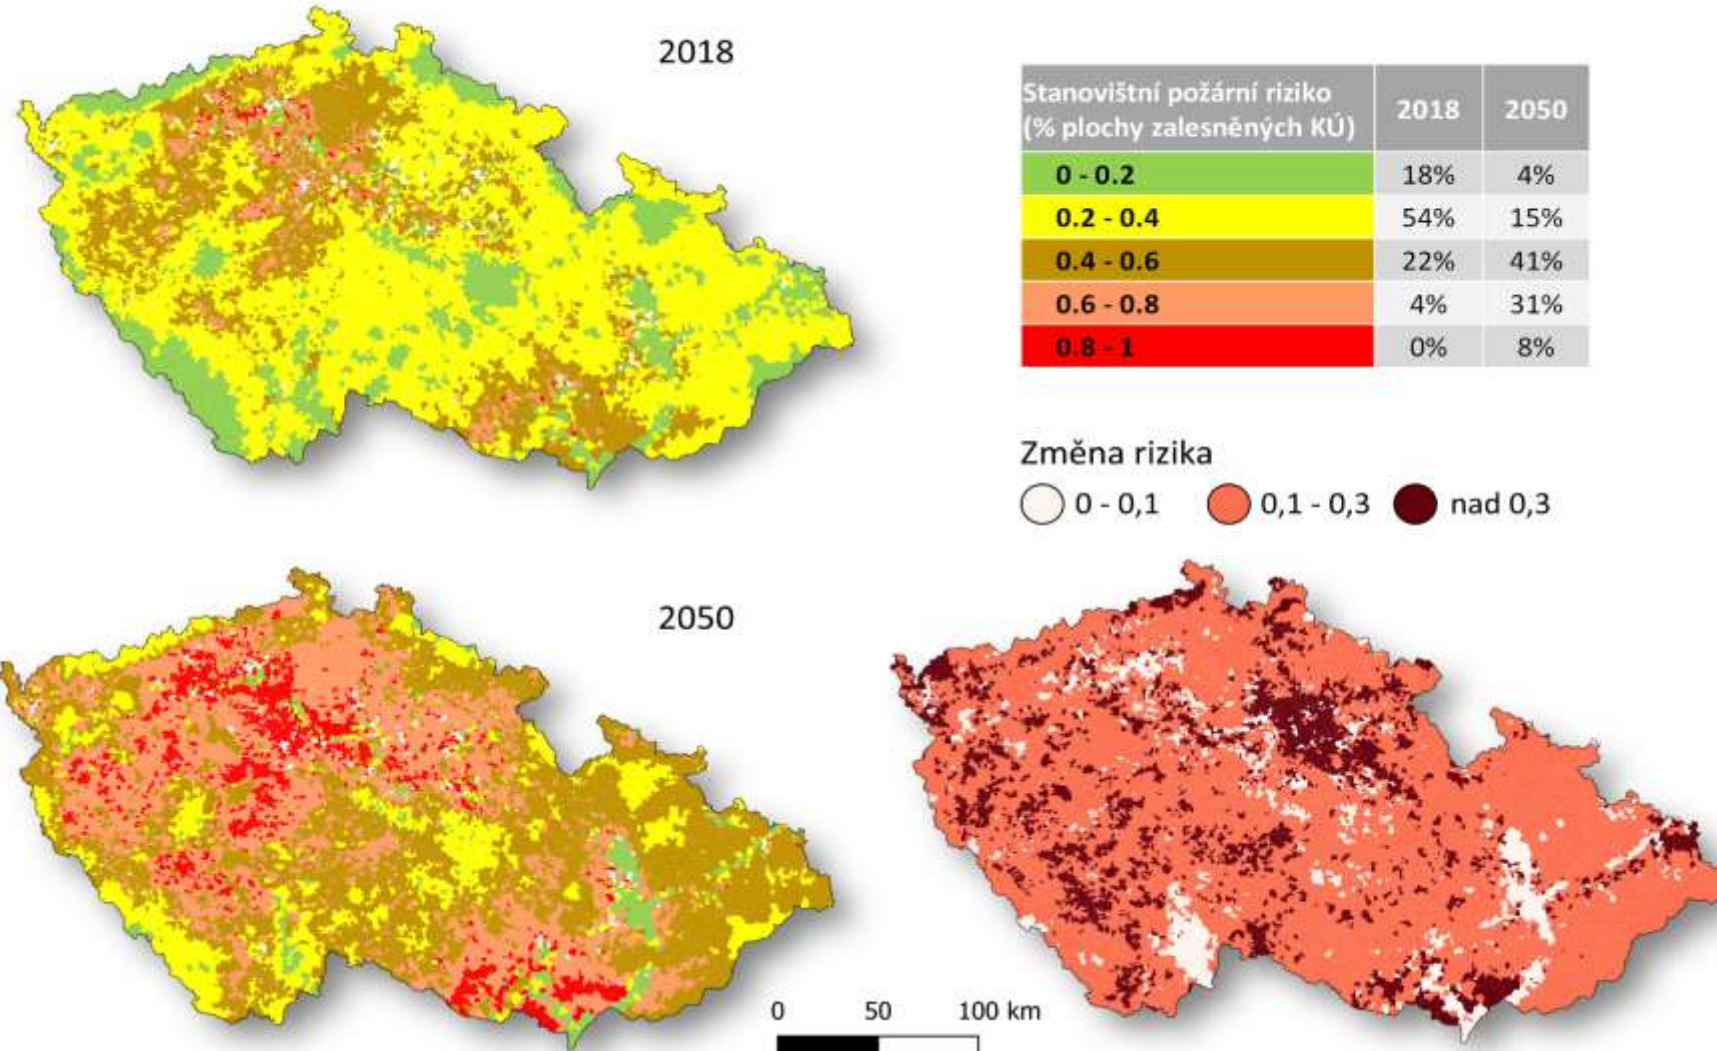 2018
Stanovištní požární riziko
(% plochy zalesněných KÚ)
2018 2050
0 - 0.2 18% 4%
0.2 - 0.4 54% 15%
0.4 - 0.6 22% 41%
0.6 - 0.8 4% 31%
0.8 - 1 0% 8%
Změna rizika
0 - 0,1 0,1 - 0,3 nad 0,3
2050
0 50 100 km